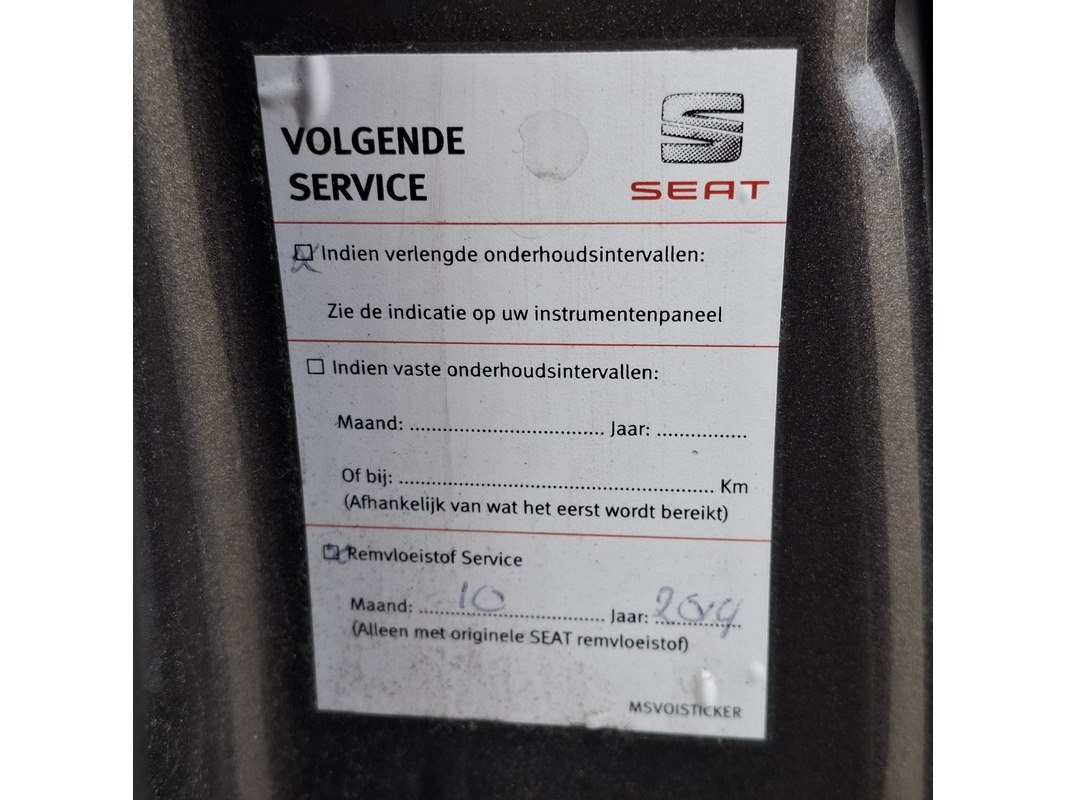 VOLGENDE
SERVICE
SEAT
Indien verlengde onderhoudsintervallen:
Zie de indicatie op uw instrumentenpaneel
Indien vaste onderhoudsintervallen:
Maand: .................................. Jaar: ................
Of bij: ....................................................... Km
(Afhankelijk van wat het eerst wordt bereikt)
Remvloeistof Service
Maand: 10 Jaar: 2019
(Alleen met originele SEAT remvloeistof)
MSVOISTICKER